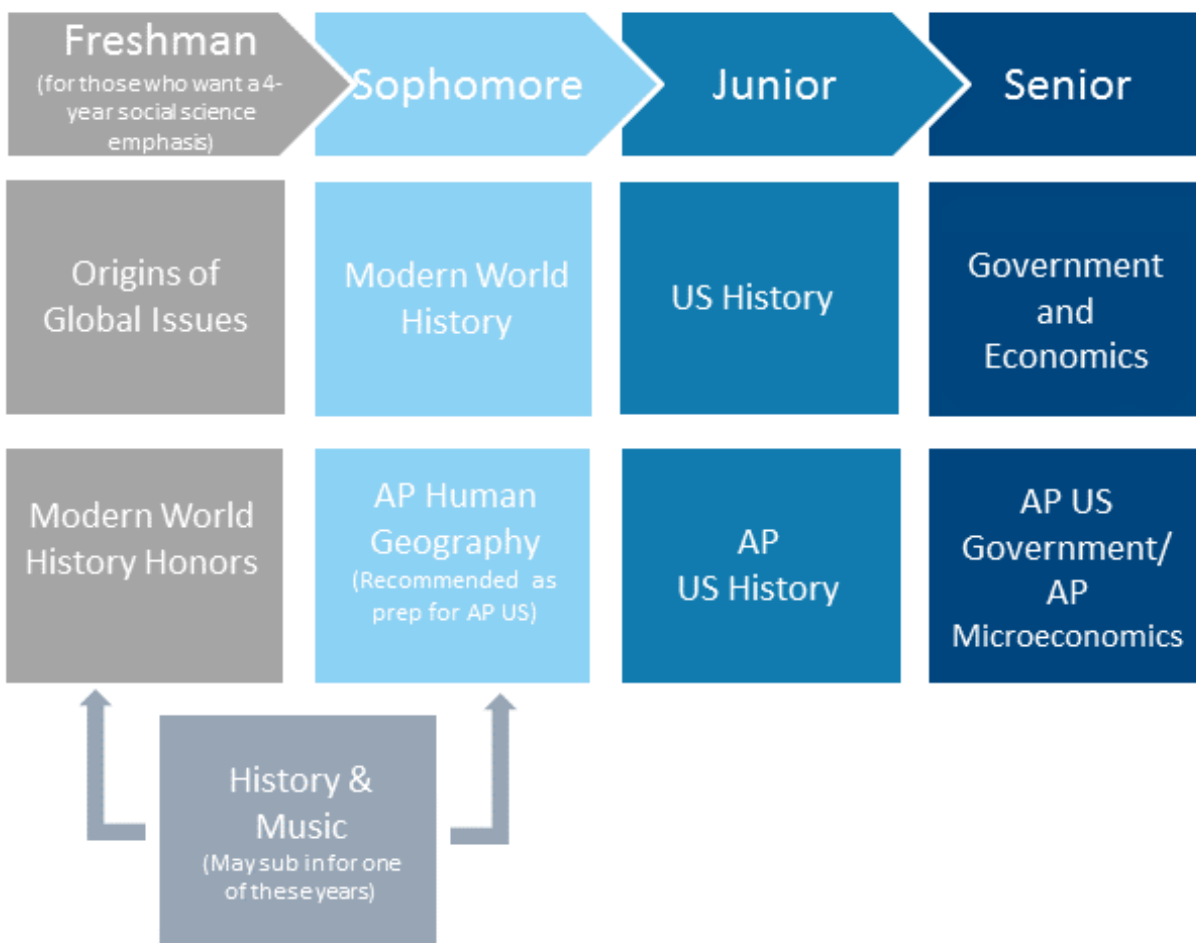 Freshman
(for those who want a 4-
year social science
emphasis)
Sophomore
Junior
Senior
Origins of
Global Issues
Modern World
History
US History
Government
and
Economics
Modern World
History Honors
AP Human
Geography
(Recommended as
prep for AP US)
AP
US History
AP US
Government/
AP
Microeconomics
History &
Music
(May sub in for one
of these years)